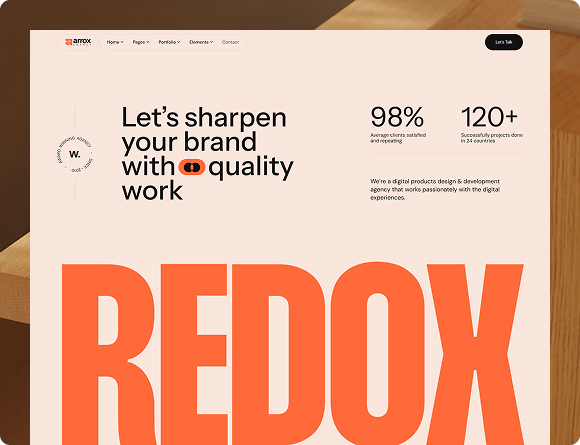 arrox
Home
Pages
Portfolio
Elements
Contact
Let's Talk
Let's sharpen
your brand
with quality
work
98%
Average clients satisfied
and repeating
120+
Successfully projects done
in 24 countries
W.
We're a digital products design & development
agency that works passionately with the digital
experiences.
REDOX